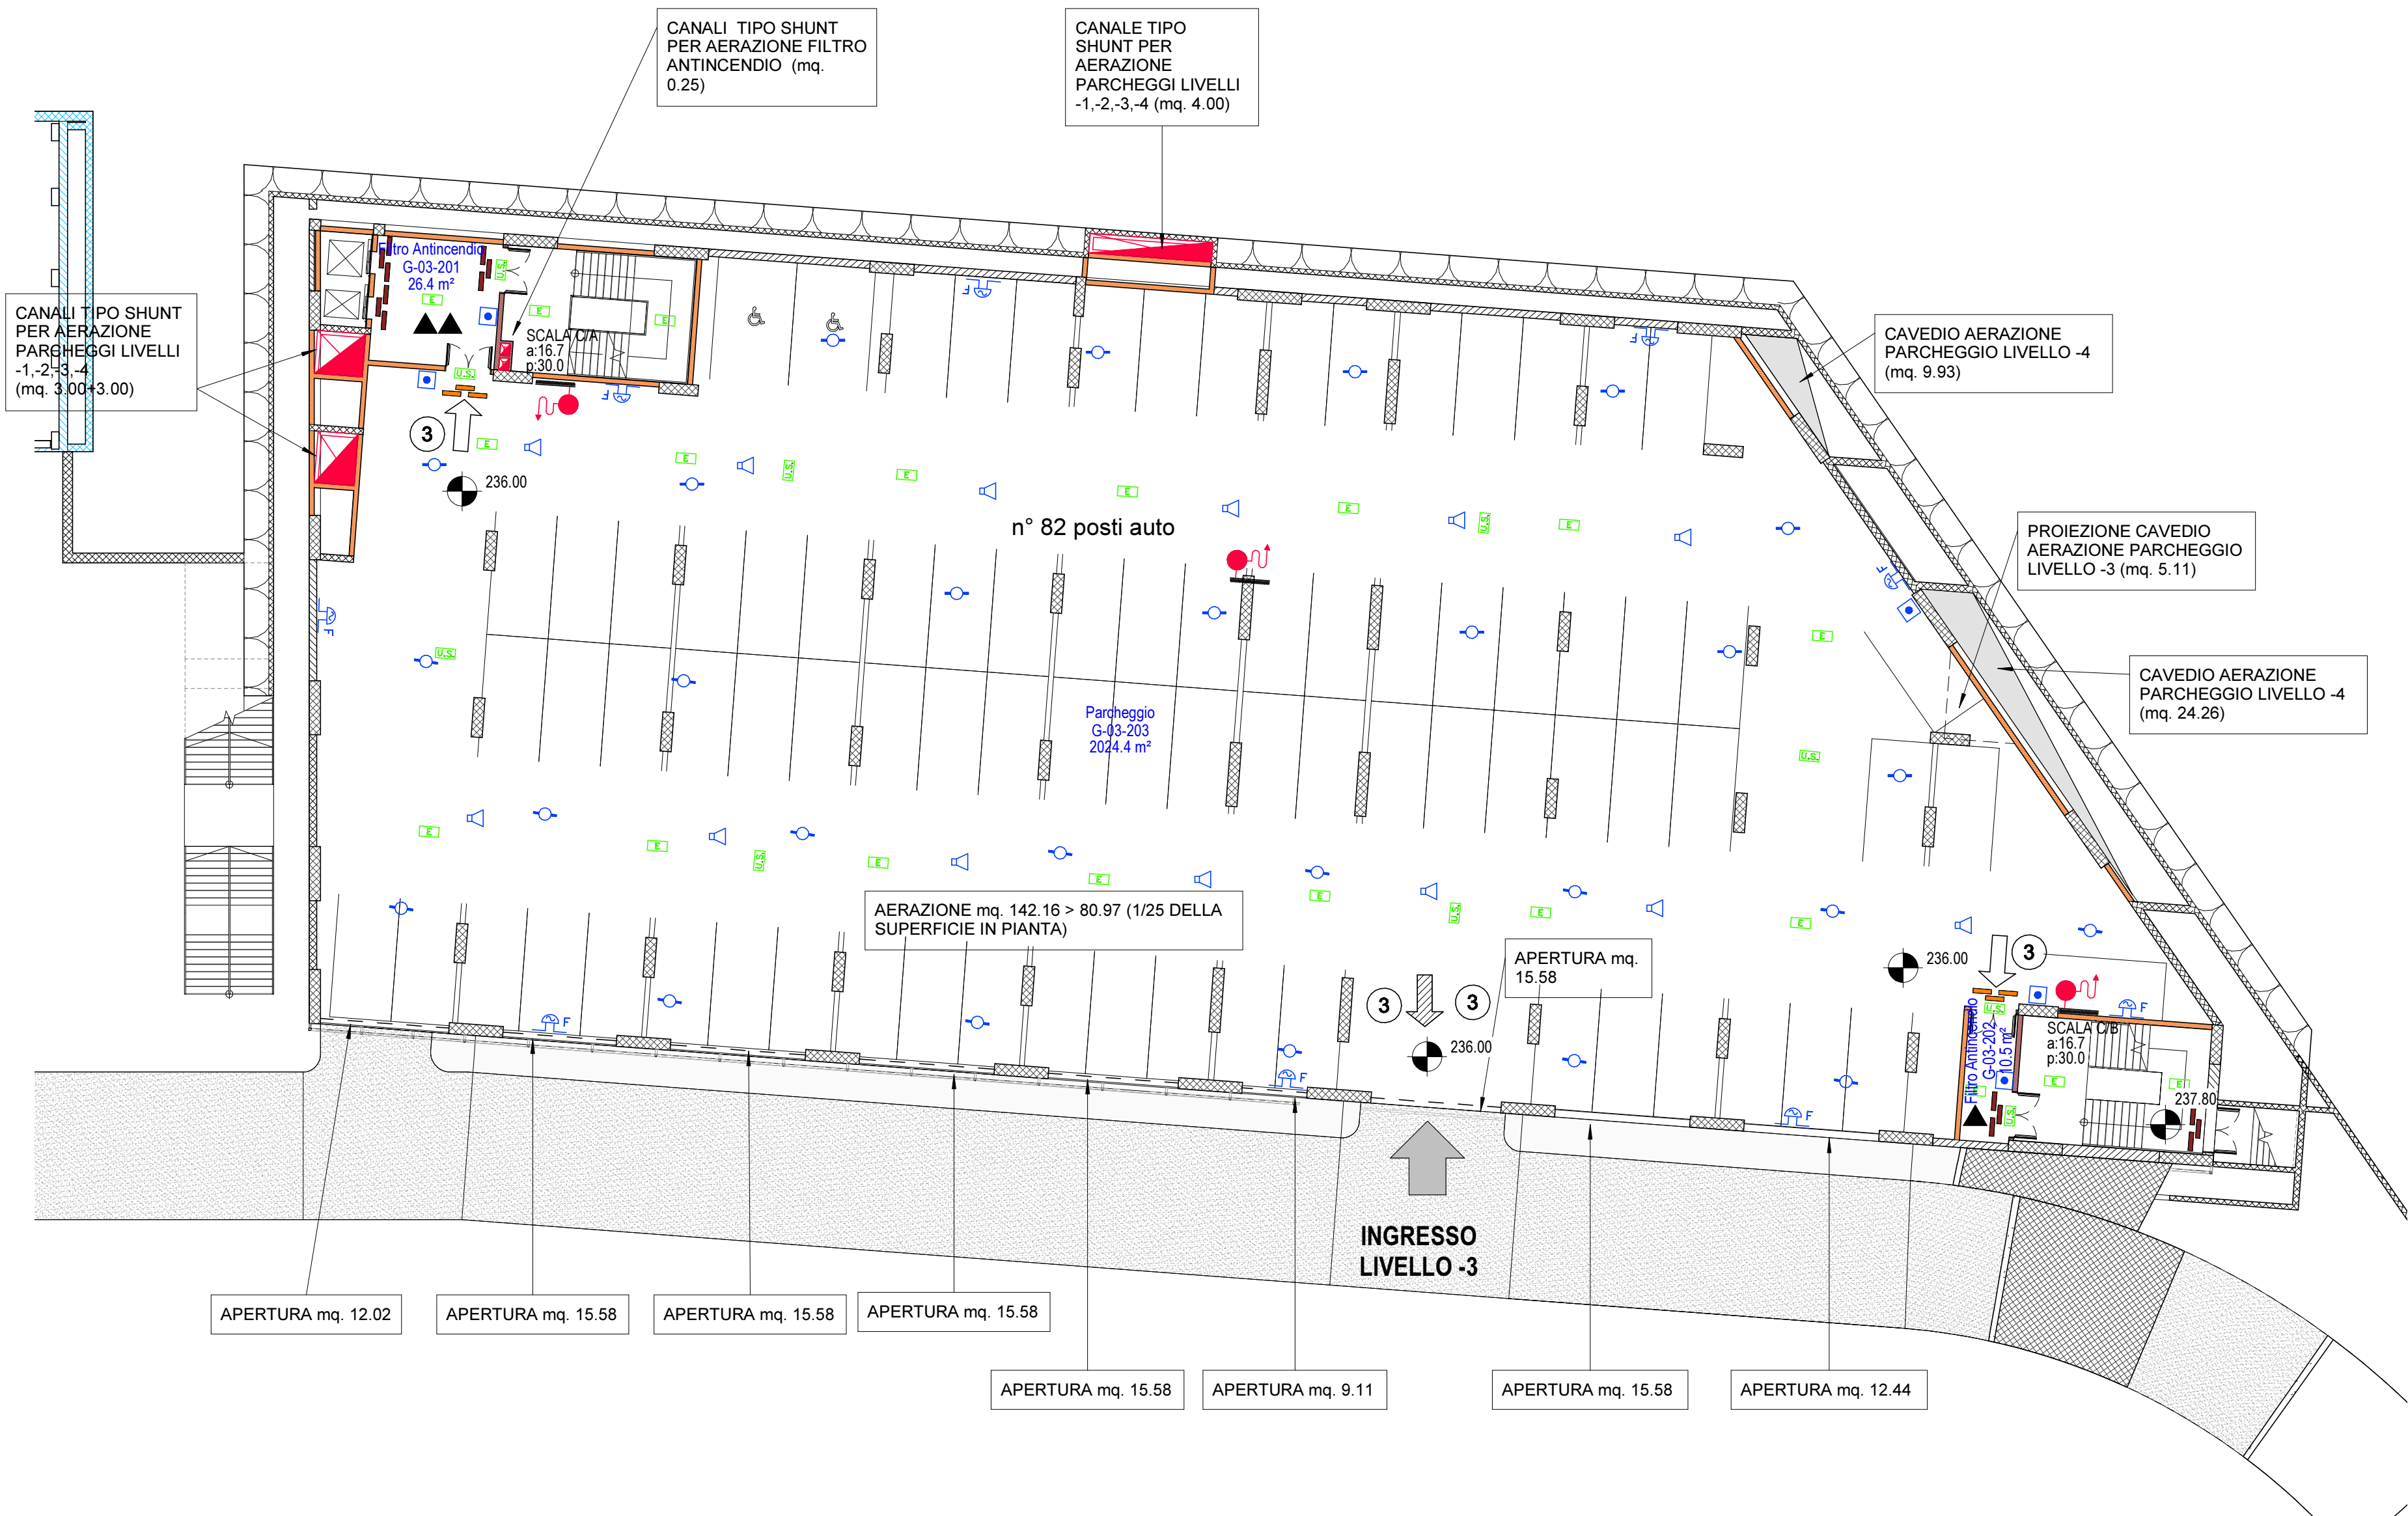 CANALI TIPO SHUNT
PER AERAZIONE FILTRO
ANTINCENDIO (mq.
0.25)
CANALE TIPO
SHUNT PER
AERAZIONE
PARCHEGGI LIVELLI
-1,-2,-3,-4 (mq. 4.00)
CANALI TIPO SHUNT
PER AERAZIONE
PARCHEGGI LIVELLI
-1,-2,-3,-4
(mq. 3.00+3.00)
Filtro Antincendio
G-03-201
26.4 m²
U.S.
E
E
E
SCALA C/A
a:16.7
p:30.0
U.S.
F
F
F
3
E
236.00
E
U.S.
E
E
E
U.S.
E
n° 82 posti auto
CAVEDIO AERAZIONE
PARCHEGGIO LIVELLO -4
(mq. 9.93)
PROIEZIONE CAVEDIO
AERAZIONE PARCHEGGIO
LIVELLO -3 (mq. 5.11)
CAVEDIO AERAZIONE
PARCHEGGIO LIVELLO -4
(mq. 24.26)
F
F
U.S.
E
U.S.
Parcheggio
G-03-203
2024.4 m²
E
E
U.S.
E
E
E
U.S.
E
E
AERAZIONE mq. 142.16 > 80.97 (1/25 DELLA
SUPERFICIE IN PIANTA)
APERTURA mq.
15.58
3
3
236.00
236.00
3
F
F
F
F
U.S.
Filtro Antincendio
G-03-202
10.5 m²
SCALA C/B
a:16.7
p:30.0
E
E
U.S.
237.80
INGRESSO
LIVELLO -3
APERTURA mq. 12.02
APERTURA mq. 15.58
APERTURA mq. 15.58
APERTURA mq. 15.58
APERTURA mq. 15.58
APERTURA mq. 9.11
APERTURA mq. 15.58
APERTURA mq. 12.44